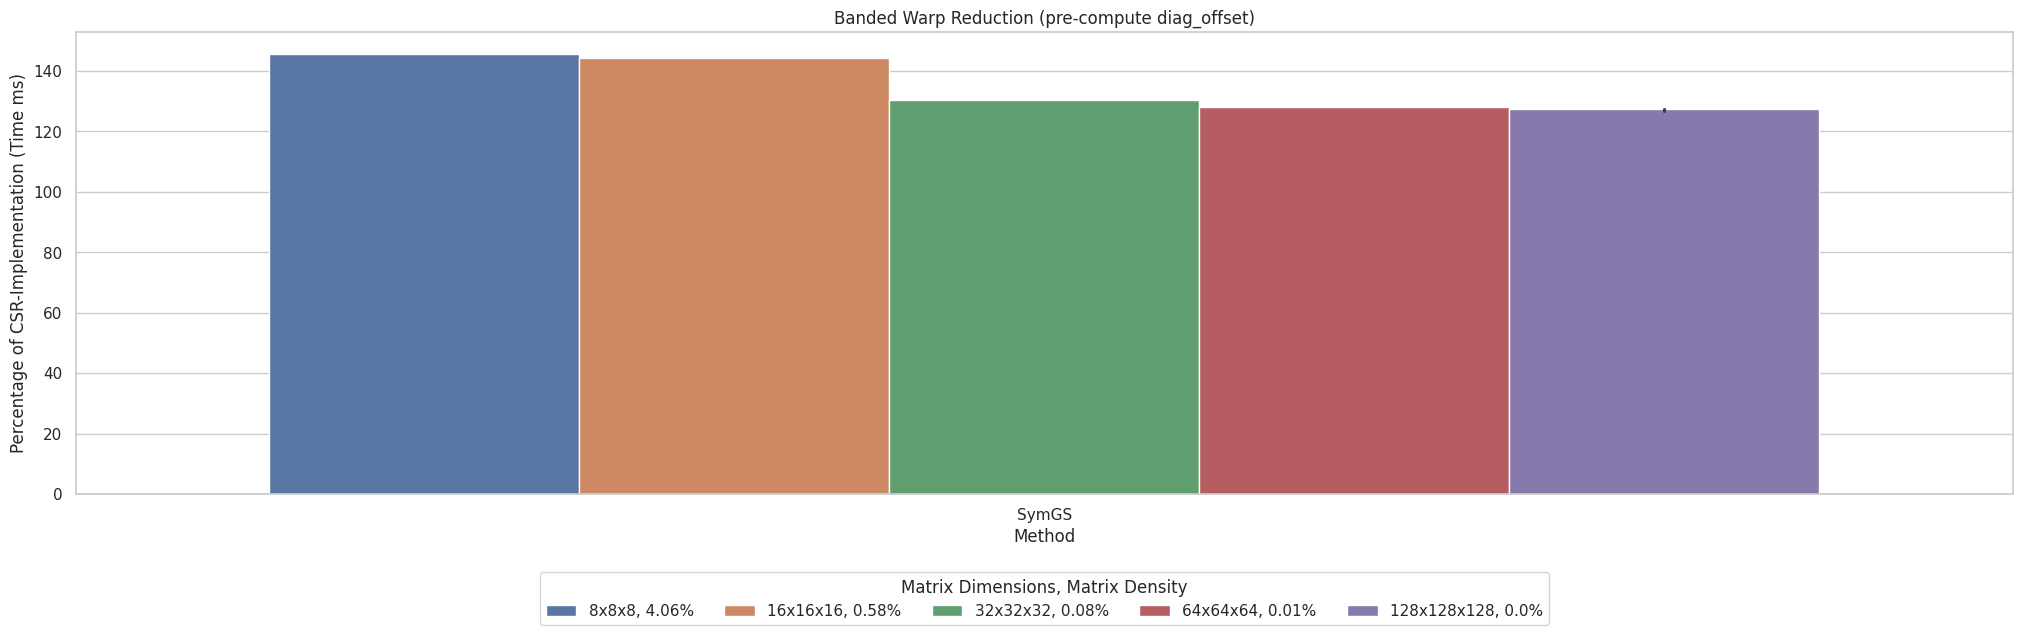 Banded Warp Reduction (pre-compute diag_offset)
Percentage of CSR-Implementation (Time ms)
140
120
100
80
60
40
20
0
SymGS
Method
Matrix Dimensions, Matrix Density
8x8x8, 4.06% 16x16x16, 0.58% 32x32x32, 0.08% 64x64x64, 0.01% 128x128x128, 0.0%